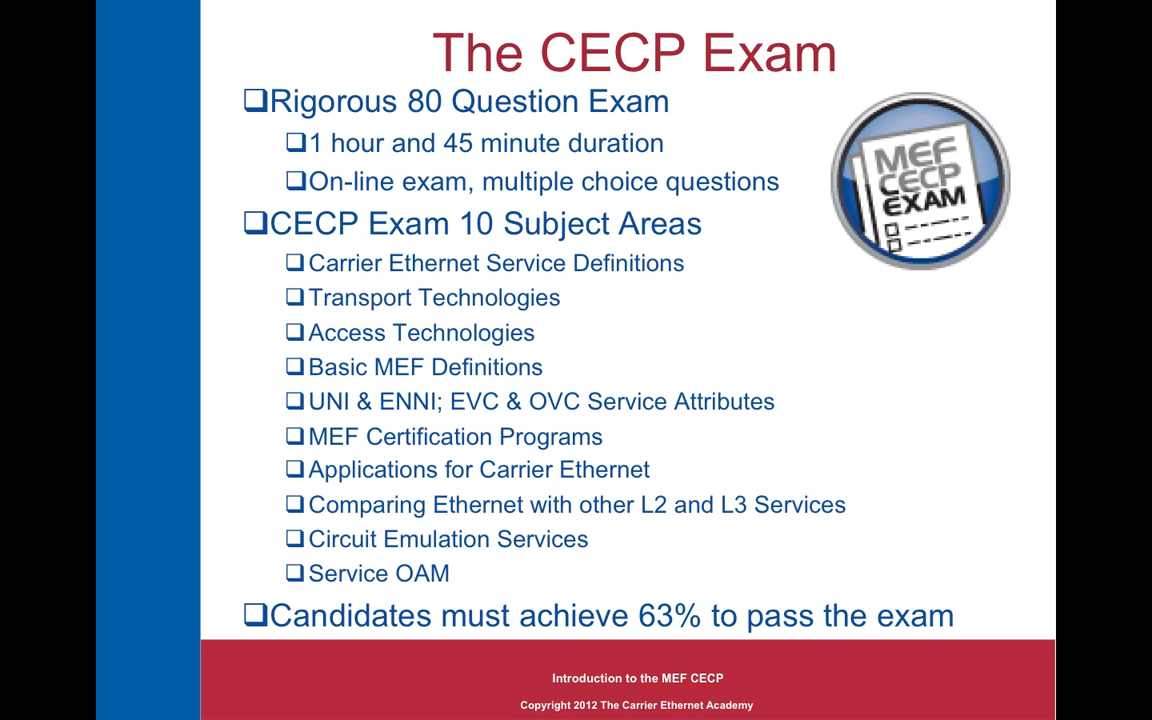 The CECP Exam
❑Rigorous 80 Question Exam
❑1 hour and 45 minute duration
❑On-line exam, multiple choice questions
MEF
CECP
EXAM
❑CECP Exam 10 Subject Areas
❑Carrier Ethernet Service Definitions
❑Transport Technologies
❑Access Technologies
❑Basic MEF Definitions
❑UNI & ENNI; EVC & OVC Service Attributes
❑MEF Certification Programs
❑Applications for Carrier Ethernet
❑Comparing Ethernet with other L2 and L3 Services
❑Circuit Emulation Services
❑Service OAM
❑Candidates must achieve 63% to pass the exam
Introduction to the MEF CECP
Copyright 2012 The Carrier Ethernet Academy